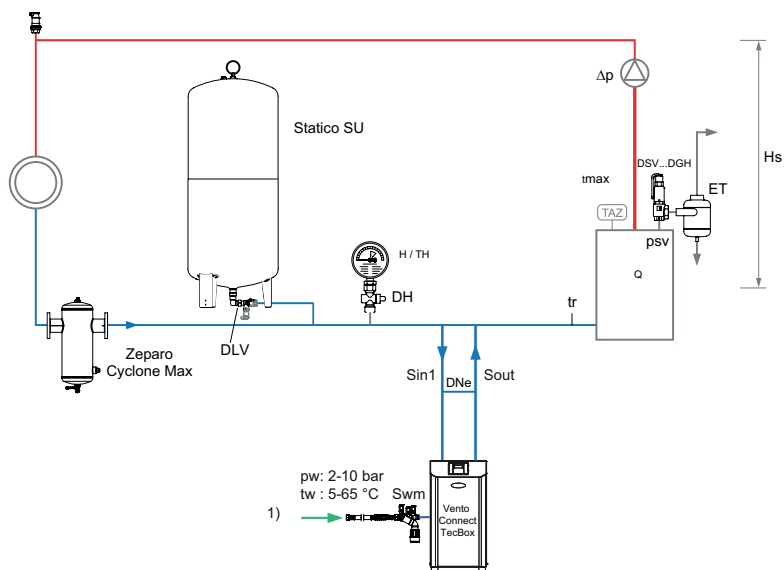 Δp
Statico SU
Hs
DSV...DGH
tmax
ET
TAZ
psv
H / TH
Q
DH
tr
DLV
Zeparo
Cyclone Max
Sin1
Sout
DNe
pw: 2-10 bar
tw : 5-65 °C
Swm
1)
Vento
Connect
TecBox